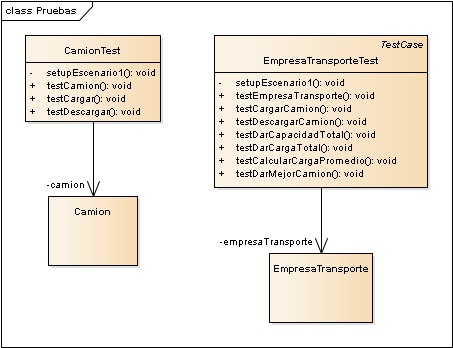 class Pruebas
CamionTest
- setupEscenario1(): void
+ testCamion(): void
+ testCargar(): void
+ testDescargar(): void
-camion
Camion
TestCase
EmpresaTransporteTest
- setupEscenario1(): void
+ testEmpresaTransporte(): void
+ testCargarCamion(): void
+ testDescargarCamion(): void
+ testDarCapacidadTotal(): void
+ testDarCargaTotal(): void
+ testCalcularCargaPromedio(): void
+ testDarMejorCamion(): void
-empresaTransporte
EmpresaTransporte